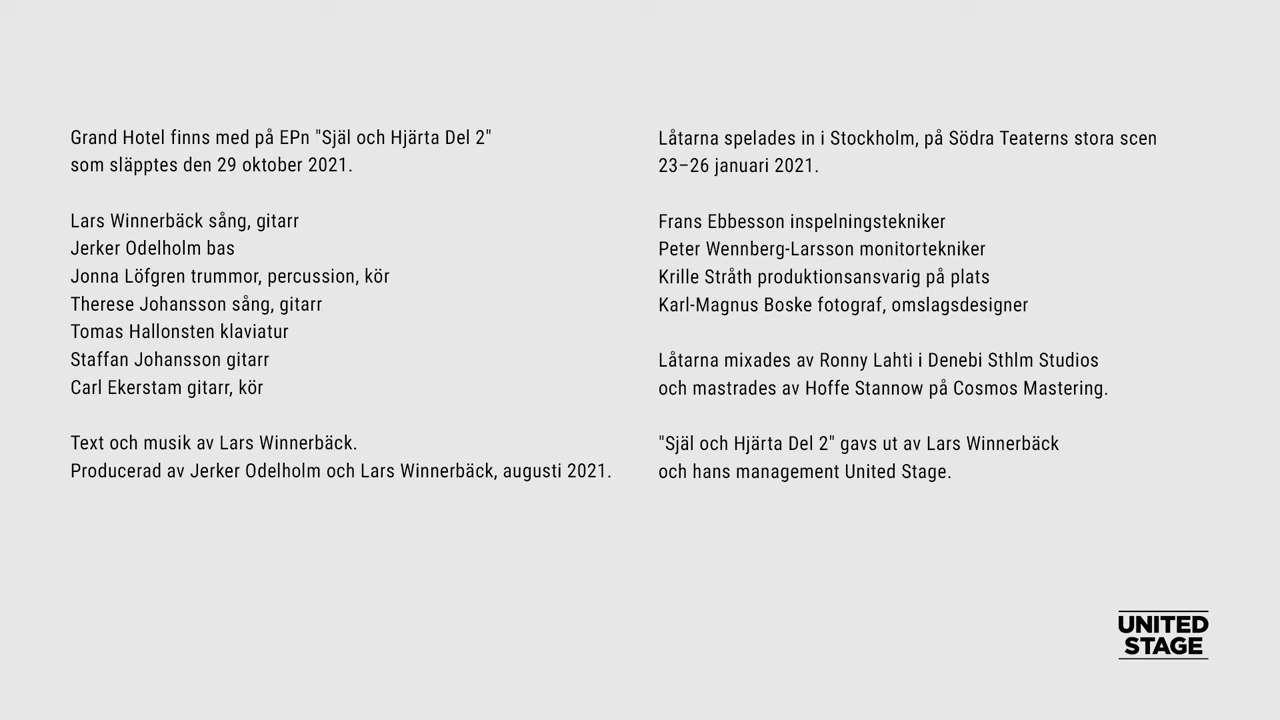 Grand Hotel finns med på EPn "Själ och Hjärta Del 2"
som släpptes den 29 oktober 2021.
Lars Winnerbäck sång, gitarr
Jerker Odelholm bas
Jonna Löfgren trummor, percussion, kör
Therese Johansson sång, gitarr
Tomas Hallonsten klaviatur
Staffan Johansson gitarr
Carl Ekerstam gitarr, kör
Text och musik av Lars Winnerbäck.
Producerad av Jerker Odelholm och Lars Winnerbäck, augusti 2021.
Låtarna spelades in i Stockholm, på Södra Teaterns stora scen
23–26 januari 2021.
Frans Ebbesson inspelningstekniker
Peter Wennberg-Larsson monitortekniker
Krille Stråth produktionsansvarig på plats
Karl-Magnus Boske fotograf, omslagsdesigner
Låtarna mixades av Ronny Lahti i Denebi Sthlm Studios
och mastrades av Hoffe Stannow på Cosmos Mastering.
"Själ och Hjärta Del 2" gavs ut av Lars Winnerbäck
och hans management United Stage.
UNITED
STAGE